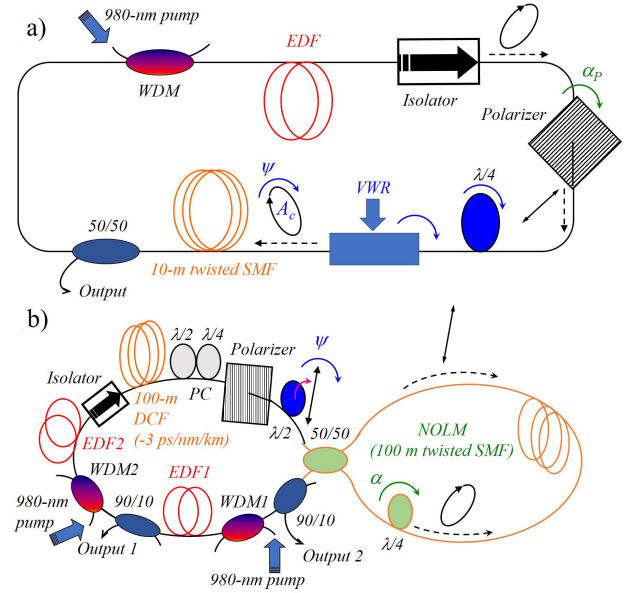 a)
980-nm pump
WDM
EDF
Isolator
α_P
Polarizer
ψ
A_c
VWR
λ/4
50/50
10-m twisted SMF
Output
b)
Isolator
λ/2 λ/4
PC
Polarizer
ψ
λ/2
50/50
100-m
DCF
(-3 ps/nm/km)
EDF2
WDM2
980-nm
pump
90/10
Output 1
EDF1
WDM1
980-nm pump
90/10
Output 2
NOLM
(100 m twisted SMF)
α
λ/4